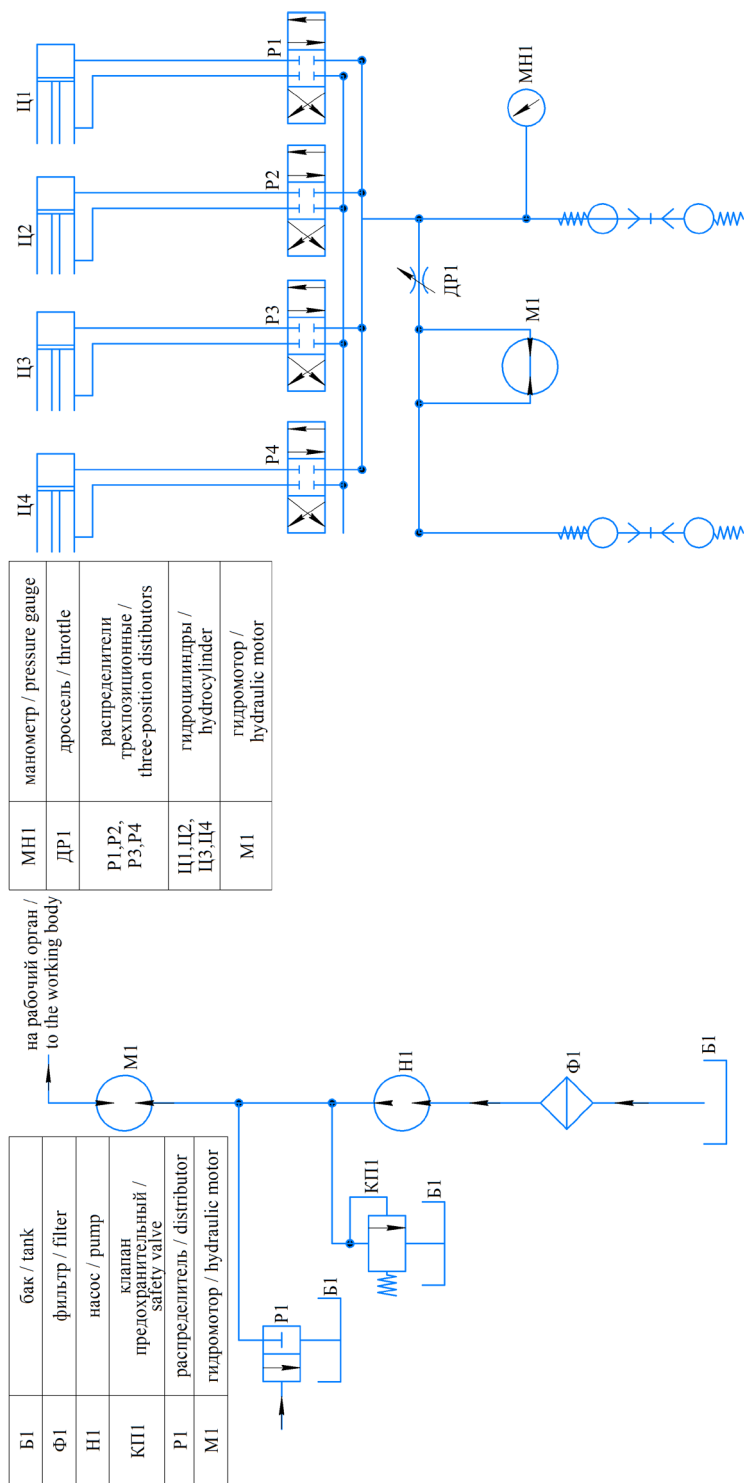 Б1 бак / tank
Ф1 фильтр / filter
Н1 насос / pump
КП1
клапан
предохранительный /
safety valve
Р1 распределитель / distributor
М1 гидромотор / hydraulic motor
на рабочий орган /
to the working body
М1
Р1
Б1
КП1
Б1
Н1
Ф1
Б1
МН1 манометр / pressure gauge
ДР1 дроссель / throttle
Р1,Р2,
Р3,Р4
распределители
трехпозиционные /
three-position distibutors
Ц1,Ц2,
Ц3,Ц4
гидроцилиндры /
hydrocylinder
М1
гидромотор /
hydraulic motor
Ц4
Ц3
Ц2
Ц1
Р4
Р3
Р2
Р1
ДР1
М1
МН1